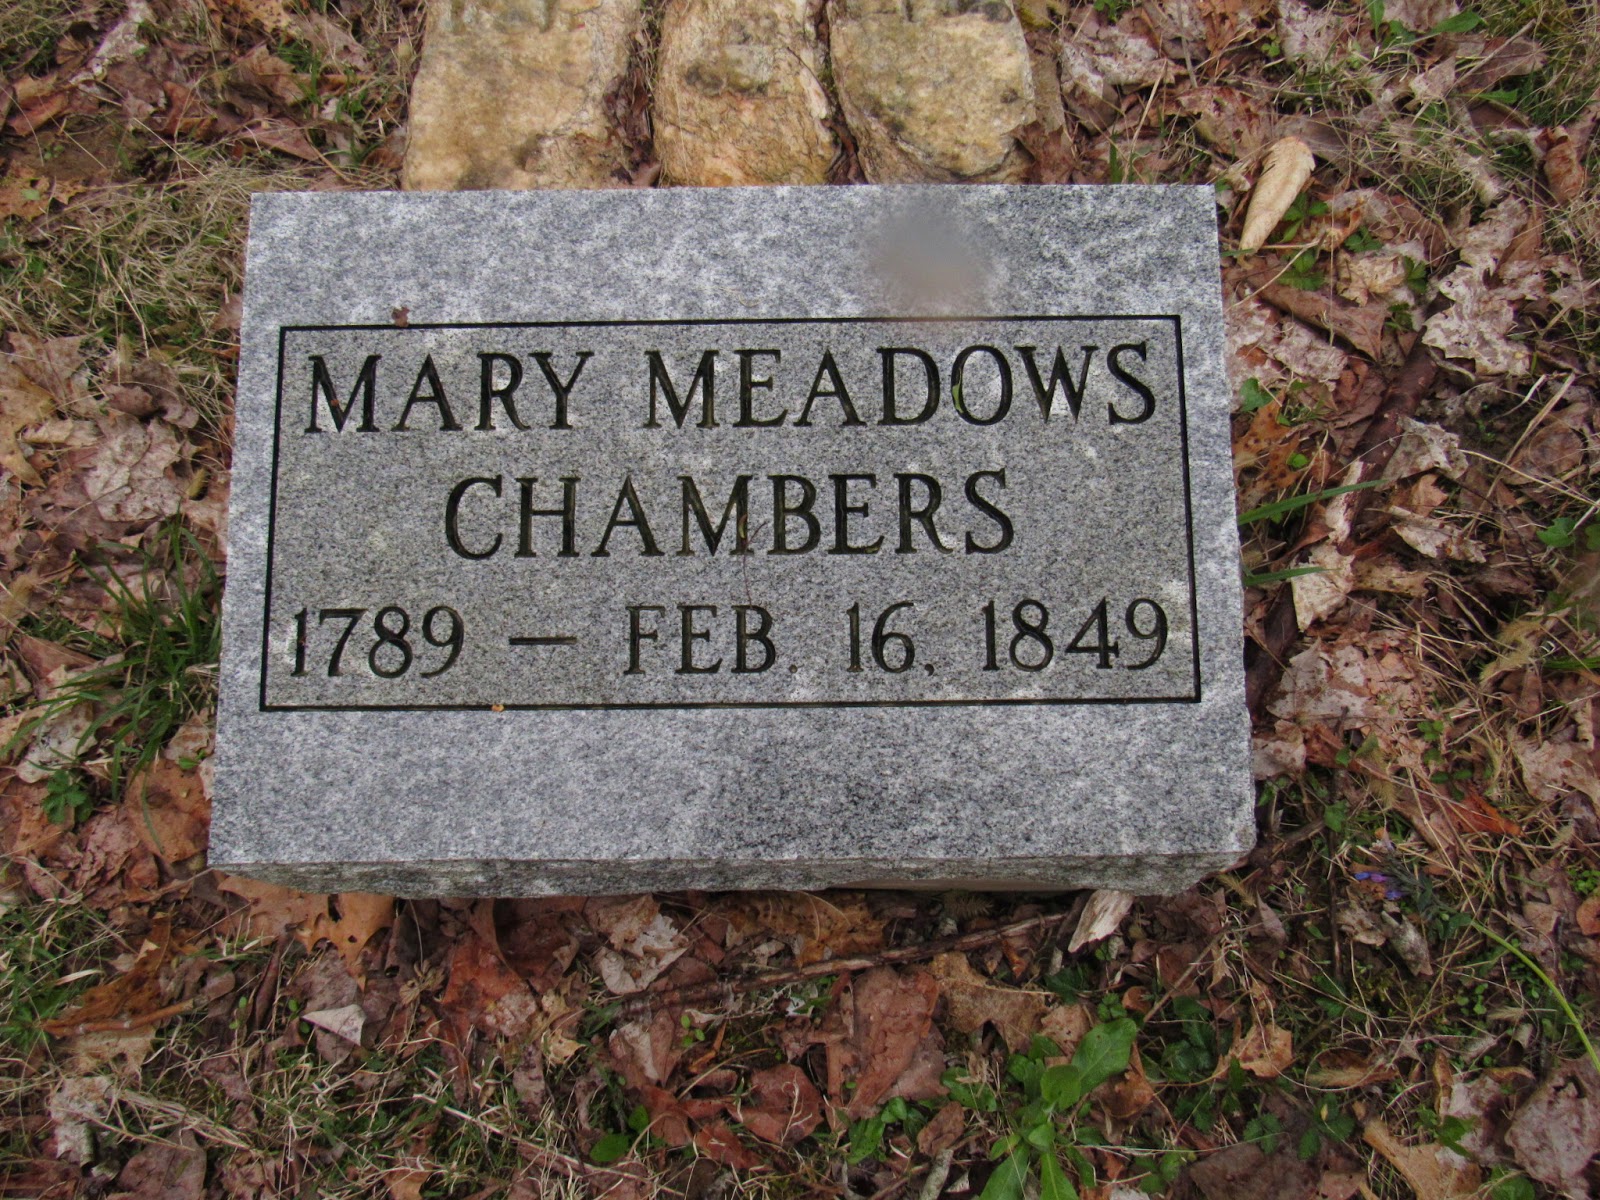 MARY MEADOWS
CHAMBERS
1789 — FEB. 16, 1849